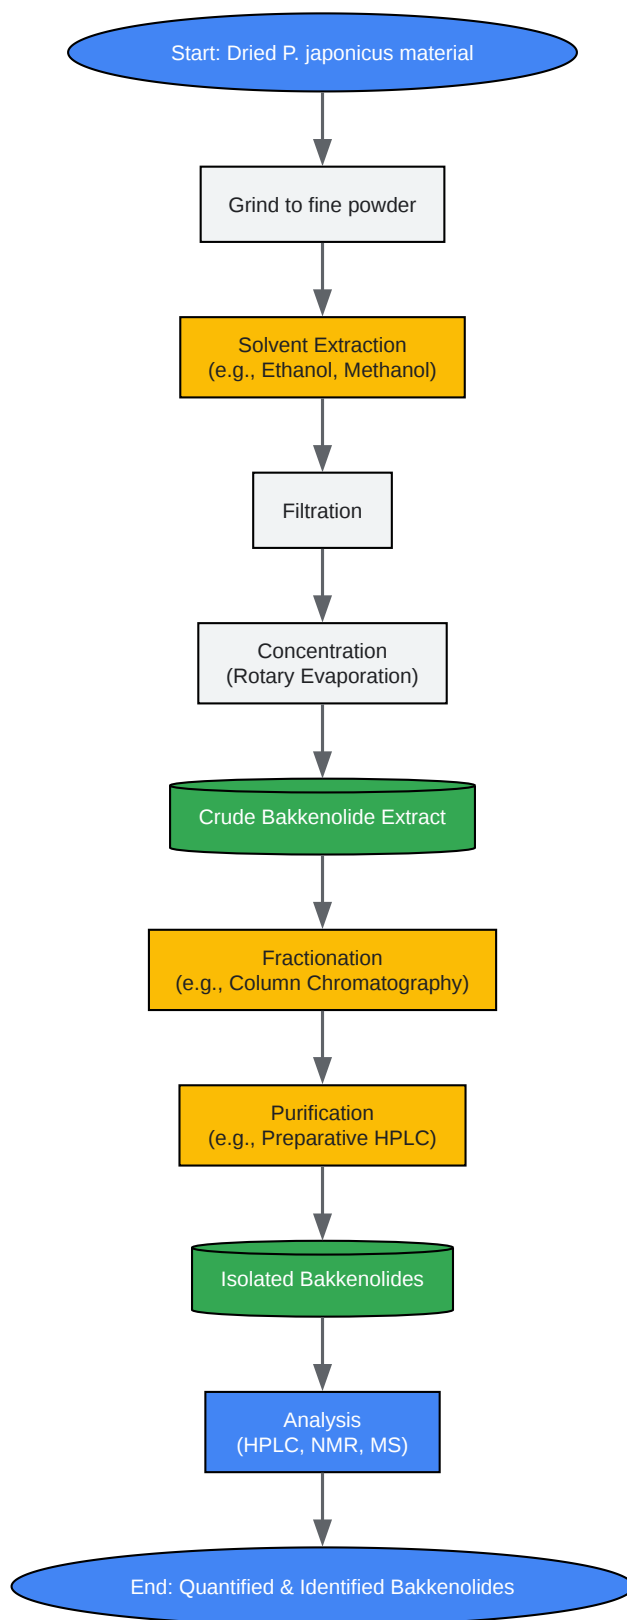 Start: Dried P. japonicus material
Grind to fine powder
Solvent Extraction
(e.g., Ethanol, Methanol)
Filtration
Concentration
(Rotary Evaporation)
Crude Bakkenolide Extract
Fractionation
(e.g., Column Chromatography)
Purification
(e.g., Preparative HPLC)
Isolated Bakkenolides
Analysis
(HPLC, NMR, MS)
End: Quantified & Identified Bakkenolides